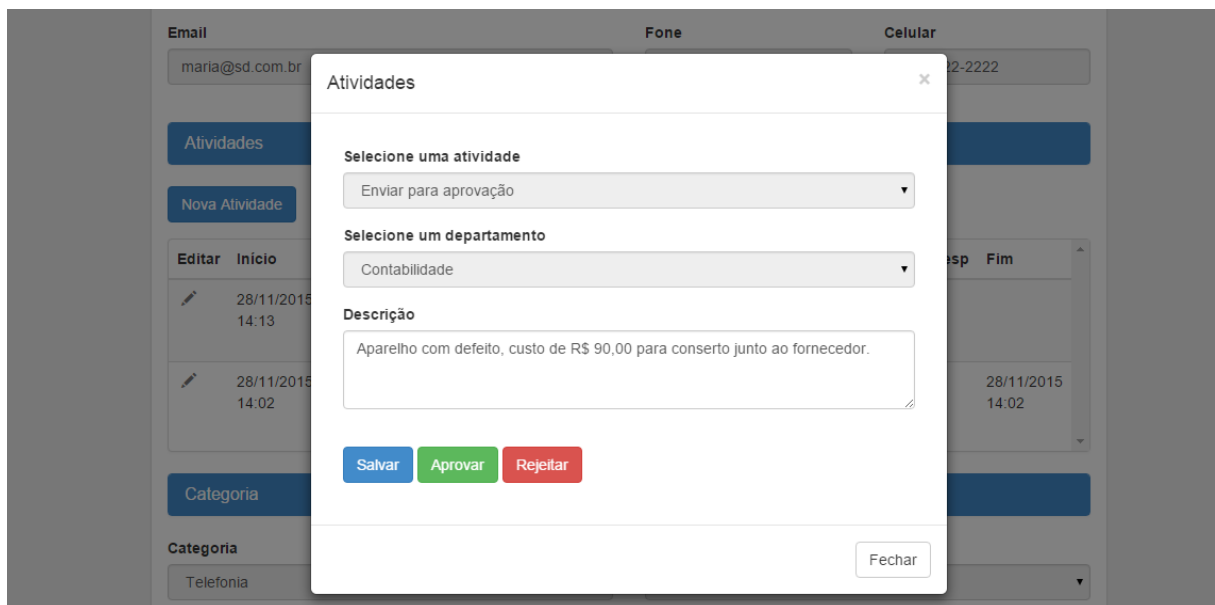 Email Fone Celular
maria@sd.com.br 22-2222
Atividades ×
Atividades
Selecione uma atividade
Enviar para aprovação
Nova Atividade
Selecione um departamento
Editar Início esp Fim
Contabilidade
28/11/2015
14:13
Descrição
Aparelho com defeito, custo de R$ 90,00 para conserto junto ao fornecedor.
28/11/2015 28/11/2015
14:02 14:02
Salvar Aprovar Rejeitar
Categoria
Categoria
Fechar
Telefonia